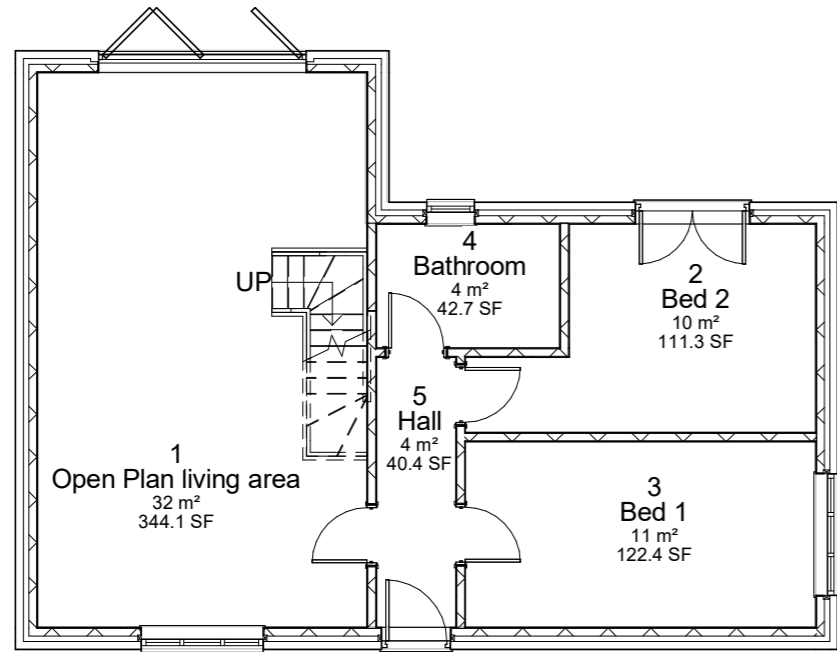 4
Bathroom
4 m²
42.7 SF
2
Bed 2
10 m²
111.3 SF
UP
5
Hall
4 m²
40.4 SF
1
Open Plan living area
32 m²
344.1 SF
3
Bed 1
11 m²
122.4 SF